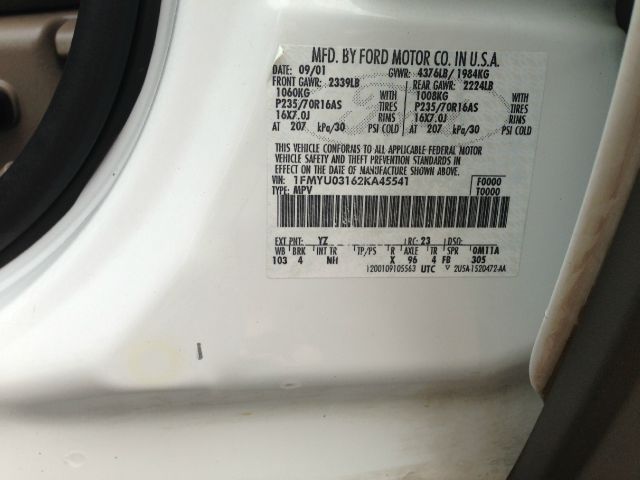 MFD. BY FORD MOTOR CO. IN U.S.A.
DATE: 09/01 GVWR: 4376LB / 1984KG
FRONT GAWR: 2339LB REAR GAWR: 2224LB
1060KG WITH 1008KG WITH
P235/70R16AS TIRES P235/70R16AS TIRES
16X7.0J RIMS 16X7.0J RIMS
AT 207 kPa/30 PSI COLD AT 207 kPa/30 PSI COLD
THIS VEHICLE CONFORMS TO ALL APPLICABLE FEDERAL MOTOR
VEHICLE SAFETY AND THEFT PREVENTION STANDARDS IN
EFFECT ON THE DATE OF MANUFACTURE SHOWN ABOVE.
VIN: 1FMYU03162KA45541 F0000
TYPE: MPV T0000
EXT PNT: YZ RC: 23 DSO:
WB BRK INT TR TP/PS R AXLE TR SPR 0M11A
103 4 NH X 96 4 FB 305
1200109105563 UTC 2U5A-1520472-AA